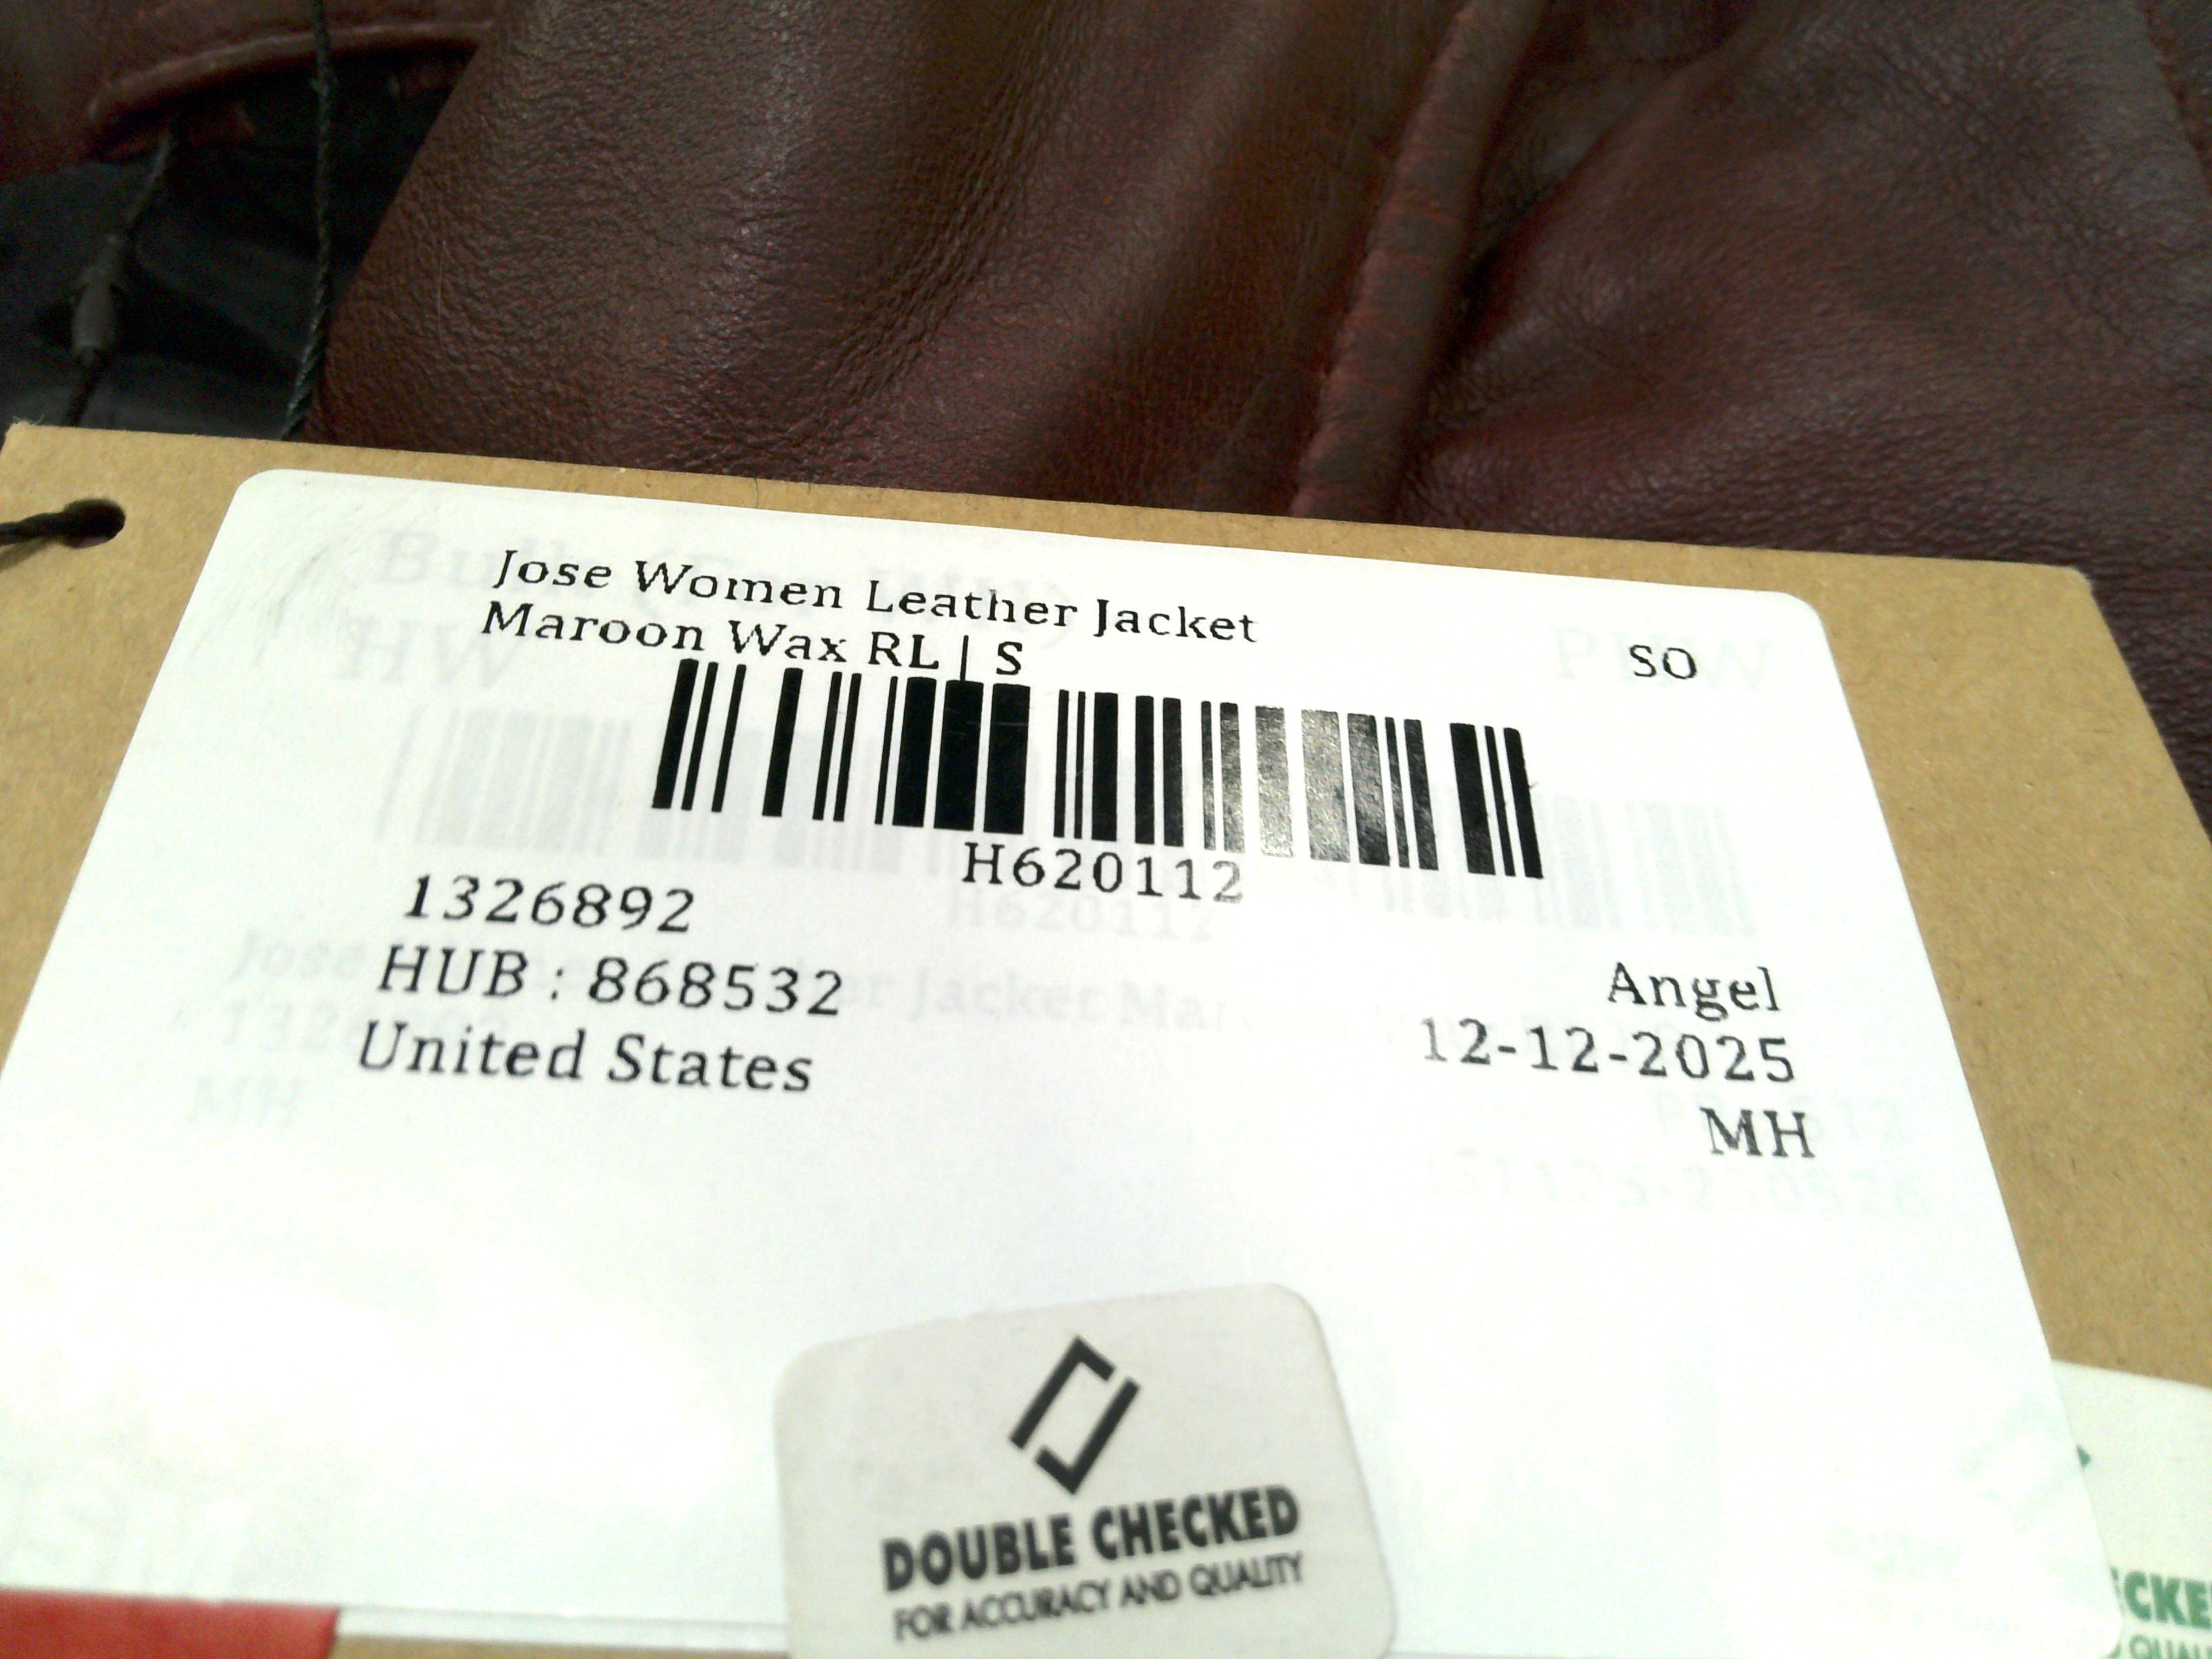 Jose Women Leather Jacket
Maroon Wax RL | S
SO
H620112
1326892
HUB : 868532
United States
Angel
12-12-2025
MH
DOUBLE CHECKED
FOR ACCURACY AND QUALITY